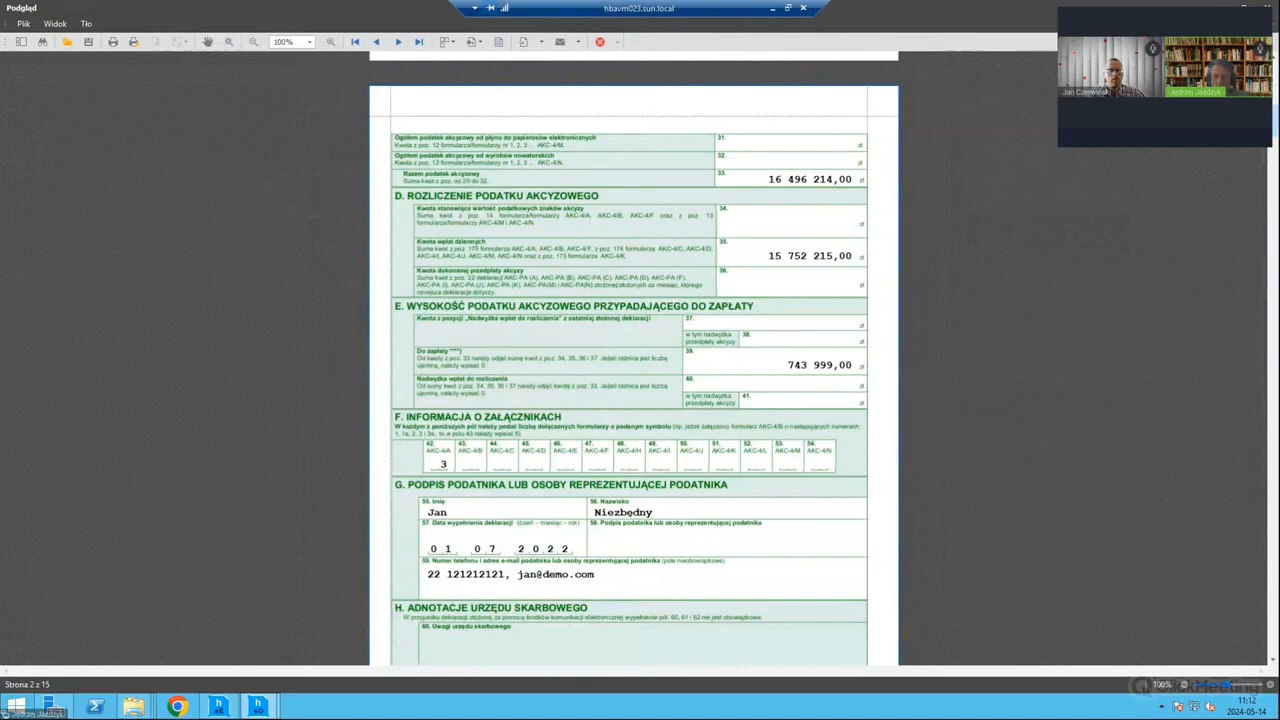 Podgląd
hbavm023.sun.local
Plik Widok Tło
100%
Jan Czerwiński
Jędrzej Jażdżyk
Ogółem podatek akcyzowy od płynu do papierosów elektronicznych
Kwota z poz. 12 formularza/formularzy nr 1, 2, 3 .. AKC-4/M.
31.
zł
Ogółem podatek akcyzowy od wyrobów nowatorskich
Kwota z poz. 12 formularza/formularzy nr 1, 2, 3 .. AKC-4/N.
32.
zł
Razem podatek akcyzowy
Suma kwot z poz. od 20 do 32.
33.
16 496 214,00 zł
D. ROZLICZENIE PODATKU AKCYZOWEGO
Kwota stanowiąca wartość podatkowych znaków akcyzy
Suma kwot z poz. 14 formularza/formularzy AKC-4/A, AKC-4/B, AKC-4/F oraz z poz. 13
formularza/formularzy AKC-4/M i AKC-4/N
34.
zł
Kwota wpłat dziennych
Suma kwot z poz. 175 formularza AKC-4/A, AKC-4/B, AKC-4/F, z poz. 174 formularza AKC-4/C, AKC-4/D,
AKC-4/I, AKC-4/J, AKC-4/M, AKC-4/N oraz z poz. 173 formularza AKC-4/K.
35.
15 752 215,00 zł
Kwota dokonanej przedpłaty akcyzy
Suma kwot z poz. 22 deklaracji AKC-PA (A), AKC-PA (B), AKC-PA (C), AKC-PA (D), AKC-PA (F),
AKC-PA (I), AKC-PA (J), AKC-PA (K), AKC-PA(M) i AKC-PA(N) złożonej/złożonych za miesiąc, którego
niniejsza deklaracja dotyczy.
36.
zł
E. WYSOKOŚĆ PODATKU AKCYZOWEGO PRZYPADAJĄCEGO DO ZAPŁATY
Kwota z pozycji „Nadwyżka wpłat do rozliczenia" z ostatniej złożonej deklaracji
37.
zł
w tym nadwyżka
przedpłaty akcyzy
38.
zł
Do zapłaty ****)
Od kwoty z poz. 33 należy odjąć sumę kwot z poz. 34, 35, 36 i 37. Jeżeli różnica jest liczbą
ujemną, należy wpisać 0.
39.
743 999,00 zł
Nadwyżka wpłat do rozliczenia
Od sumy kwot z poz. 34, 35, 36 i 37 należy odjąć kwotę z poz. 33. Jeżeli różnica jest liczbą
ujemną, należy wpisać 0.
40.
zł
w tym nadwyżka
przedpłaty akcyzy
41.
zł
F. INFORMACJA O ZAŁĄCZNIKACH
W każdym z poniższych pól należy podać liczbę dołączonych formularzy o podanym symbolu (np. jeżeli załączono formularz AKC-4/B o następujących numerach:
1, 1a, 2, 3 i 3a, to w polu 43 należy wpisać 5)
42. 43. 44. 45. 46. 47. 48. 49. 50. 51. 52. 53. 54.
AKC-4/A AKC-4/B AKC-4/C AKC-4/D AKC-4/E AKC-4/F AKC-4/H AKC-4/I AKC-4/J AKC-4/K AKC-4/L AKC-4/M AKC-4/N
3
G. PODPIS PODATNIKA LUB OSOBY REPREZENTUJĄCEJ PODATNIKA
55. Imię
Jan
56. Nazwisko
Niezbędny
57. Data wypełnienia deklaracji (dzień – miesiąc - rok)
01 07 2022
58. Podpis podatnika lub osoby reprezentującej podatnika
59. Numer telefonu i adres e-mail podatnika lub osoby reprezentującej podatnika (pole nieobowiązkowe)
22 121212121, jan@demo.com
H. ADNOTACJE URZĘDU SKARBOWEGO
W przypadku deklaracji złożonej za pomocą środków komunikacji elektronicznej wypełnienie pól: 60, 61 i 62 nie jest obowiązkowe.
60. Uwagi urzędu skarbowego
Strona 2 z 15
100%
ClickMeeting
Jędrzej Jażdżyk
11:12
2024-05-14